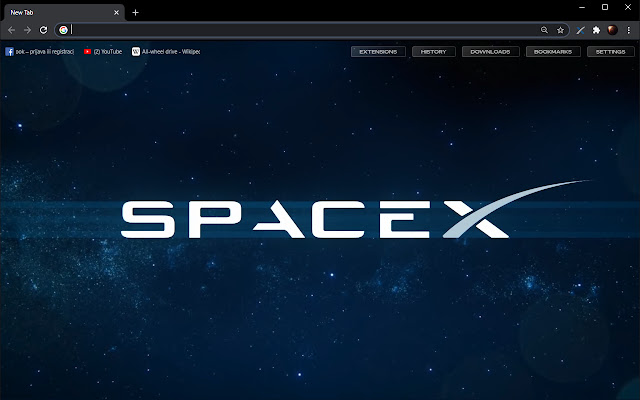 New Tab
ook – prijava ili registraci
(2) YouTube
All-wheel drive - Wikipe
EXTENSIONS
HISTORY
DOWNLOADS
BOOKMARKS
SETTINGS
SPACEX